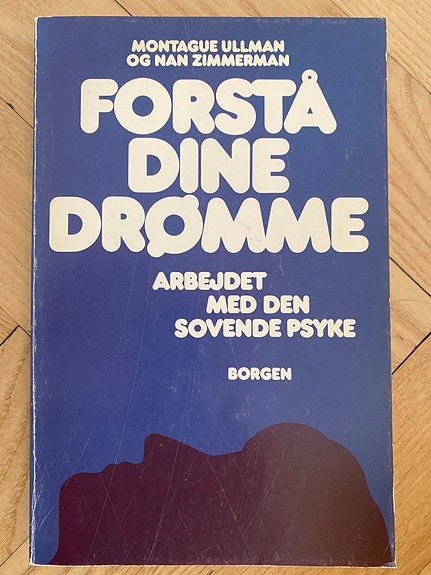 MONTAGUE ULLMAN
OG NAN ZIMMERMAN
FORSTÅ
DINE
DRØMME
ARBEJDET
MED DEN
SOVENDE PSYKE
BORGEN